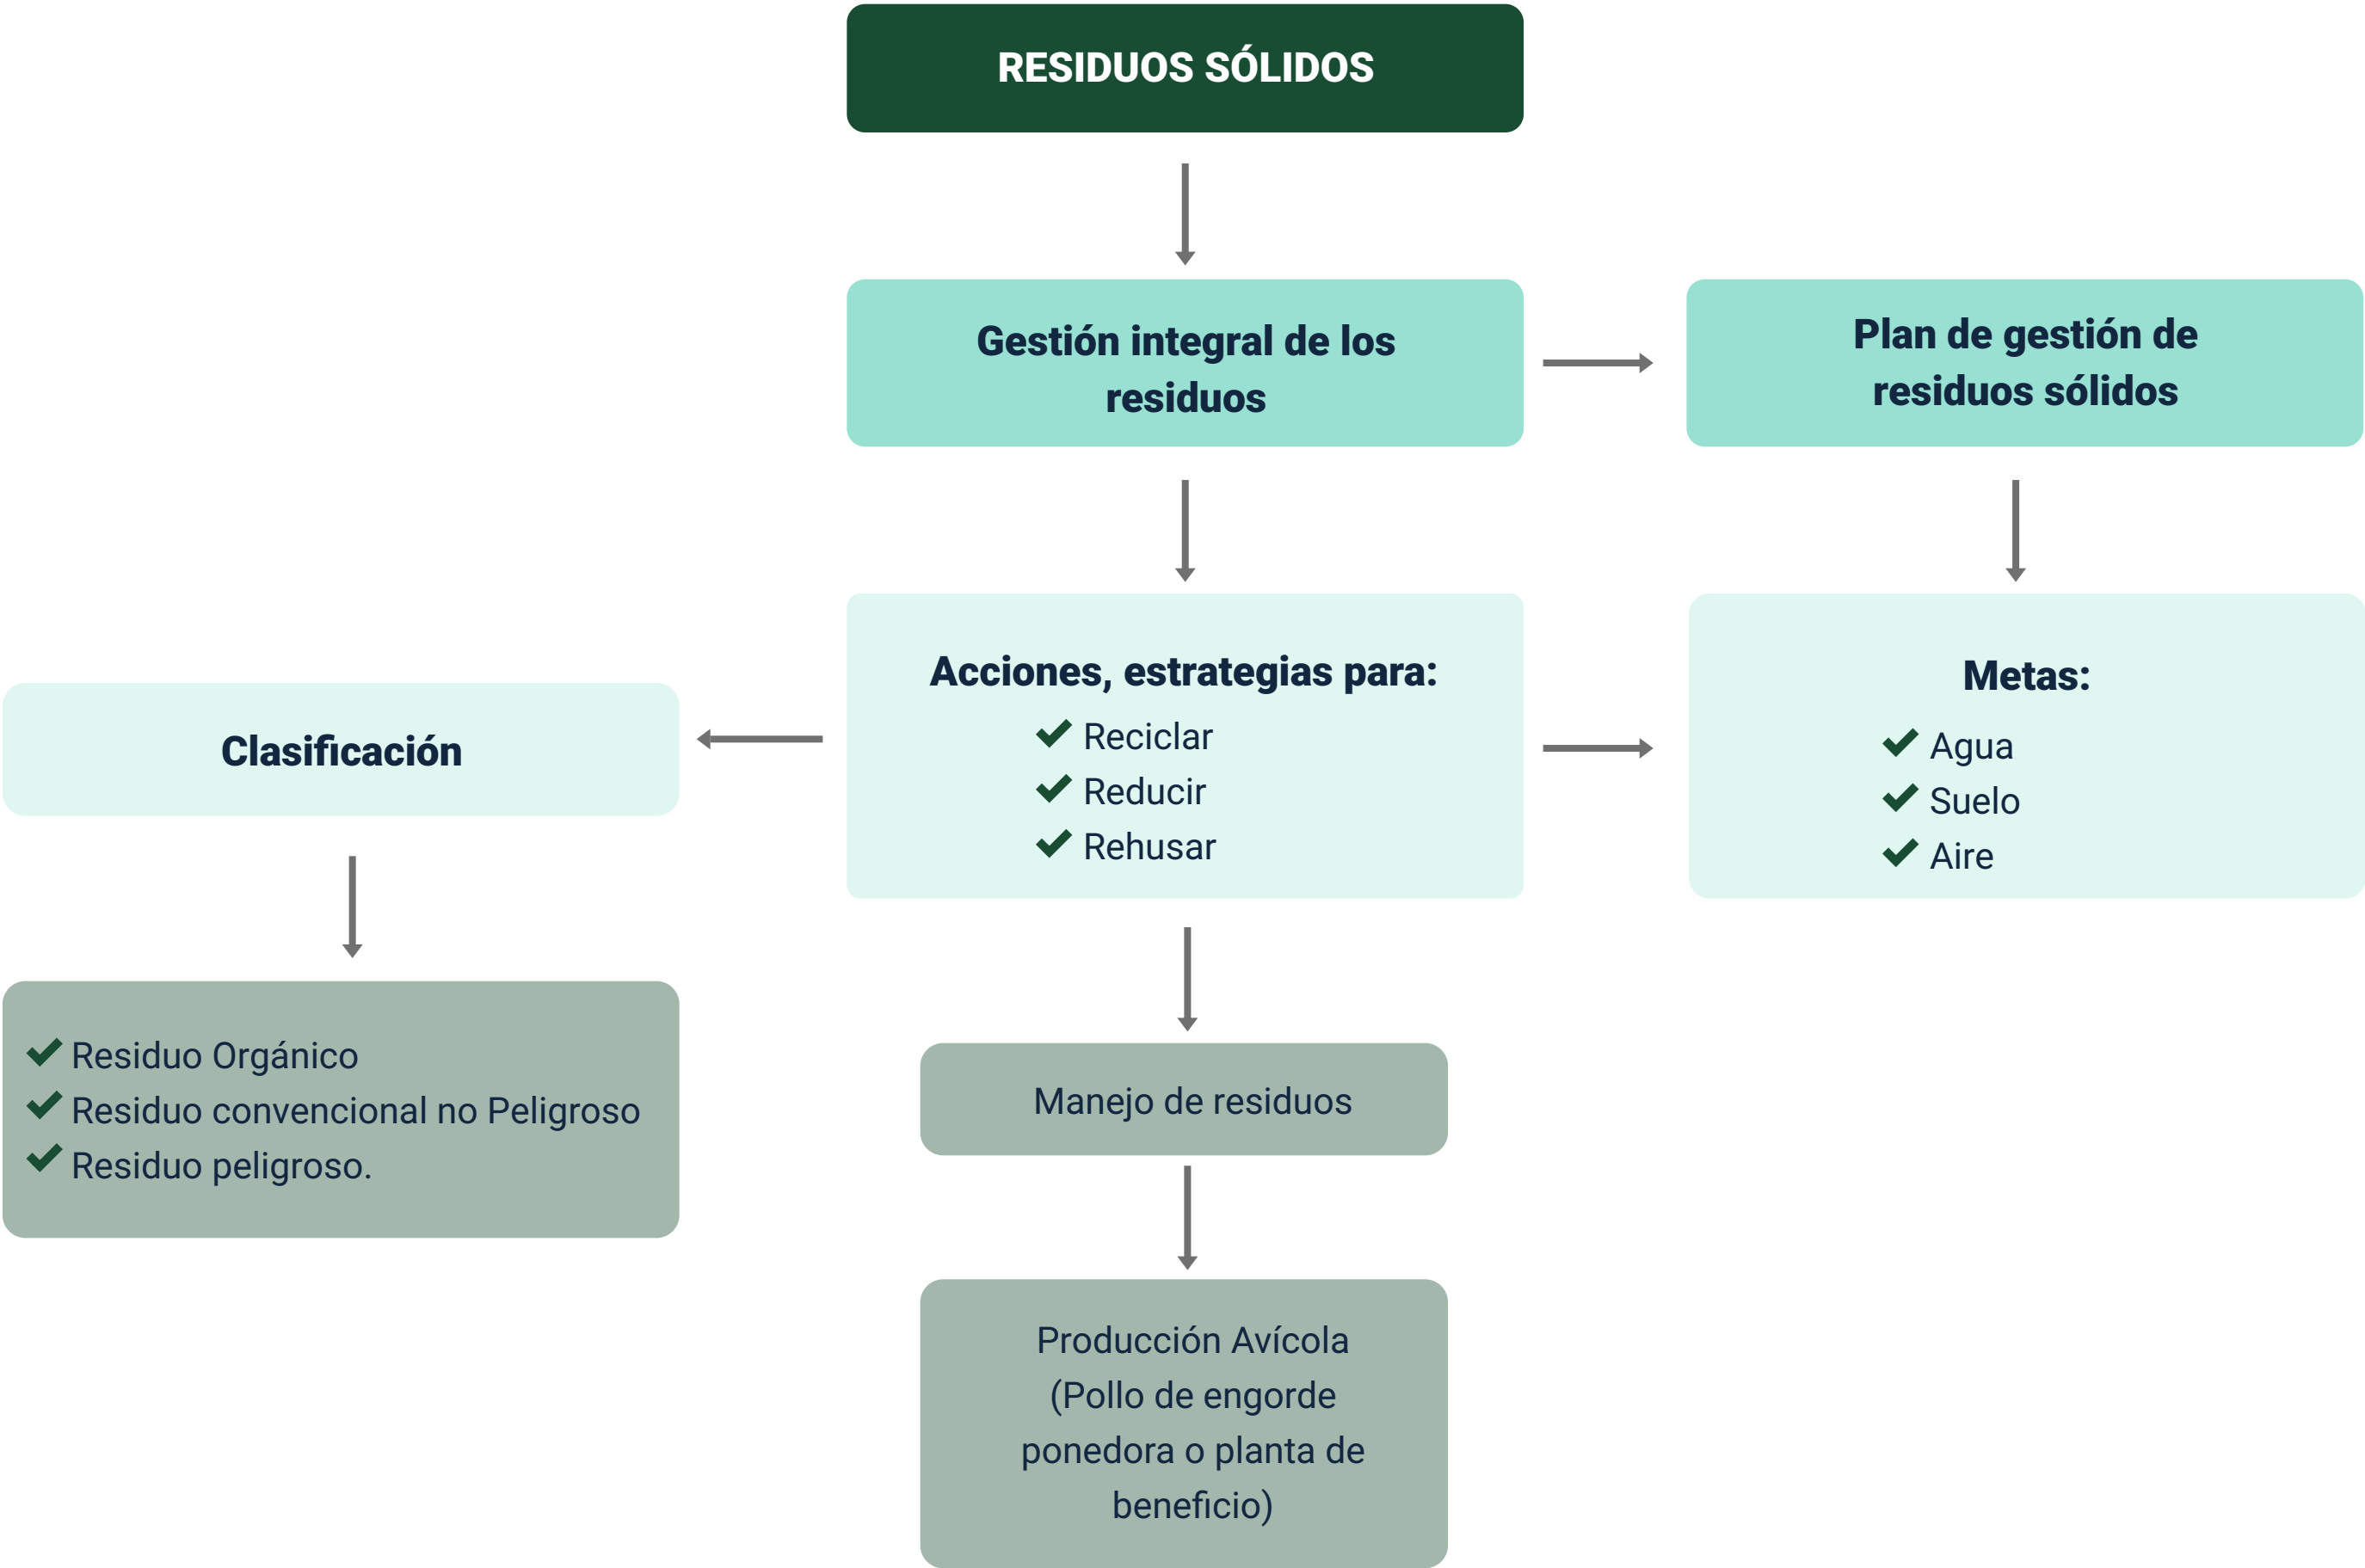 RESIDUOS SÓLIDOS
Gestión integral de los
residuos
Plan de gestión de
residuos sólidos
Acciones, estrategias para:
Reciclar
Reducir
Rehusar
Metas:
Agua
Suelo
Aire
Clasificación
Residuo Orgánico
Residuo convencional no Peligroso
Residuo peligroso.
Manejo de residuos
Producción Avícola
(Pollo de engorde
ponedora o planta de
beneficio)